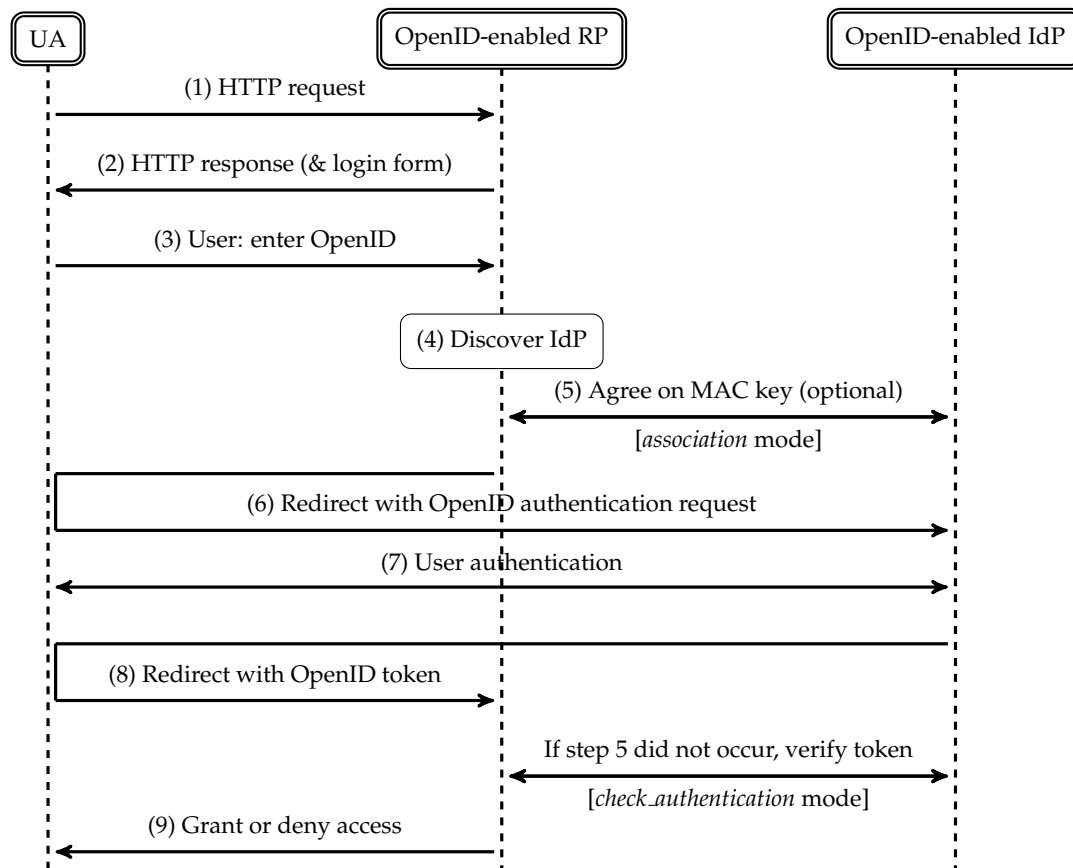 UA
OpenID-enabled RP
OpenID-enabled IdP
(1) HTTP request
(2) HTTP response (& login form)
(3) User: enter OpenID
(4) Discover IdP
(5) Agree on MAC key (optional)
[association mode]
(6) Redirect with OpenID authentication request
(7) User authentication
(8) Redirect with OpenID token
If step 5 did not occur, verify token
[check_authentication mode]
(9) Grant or deny access